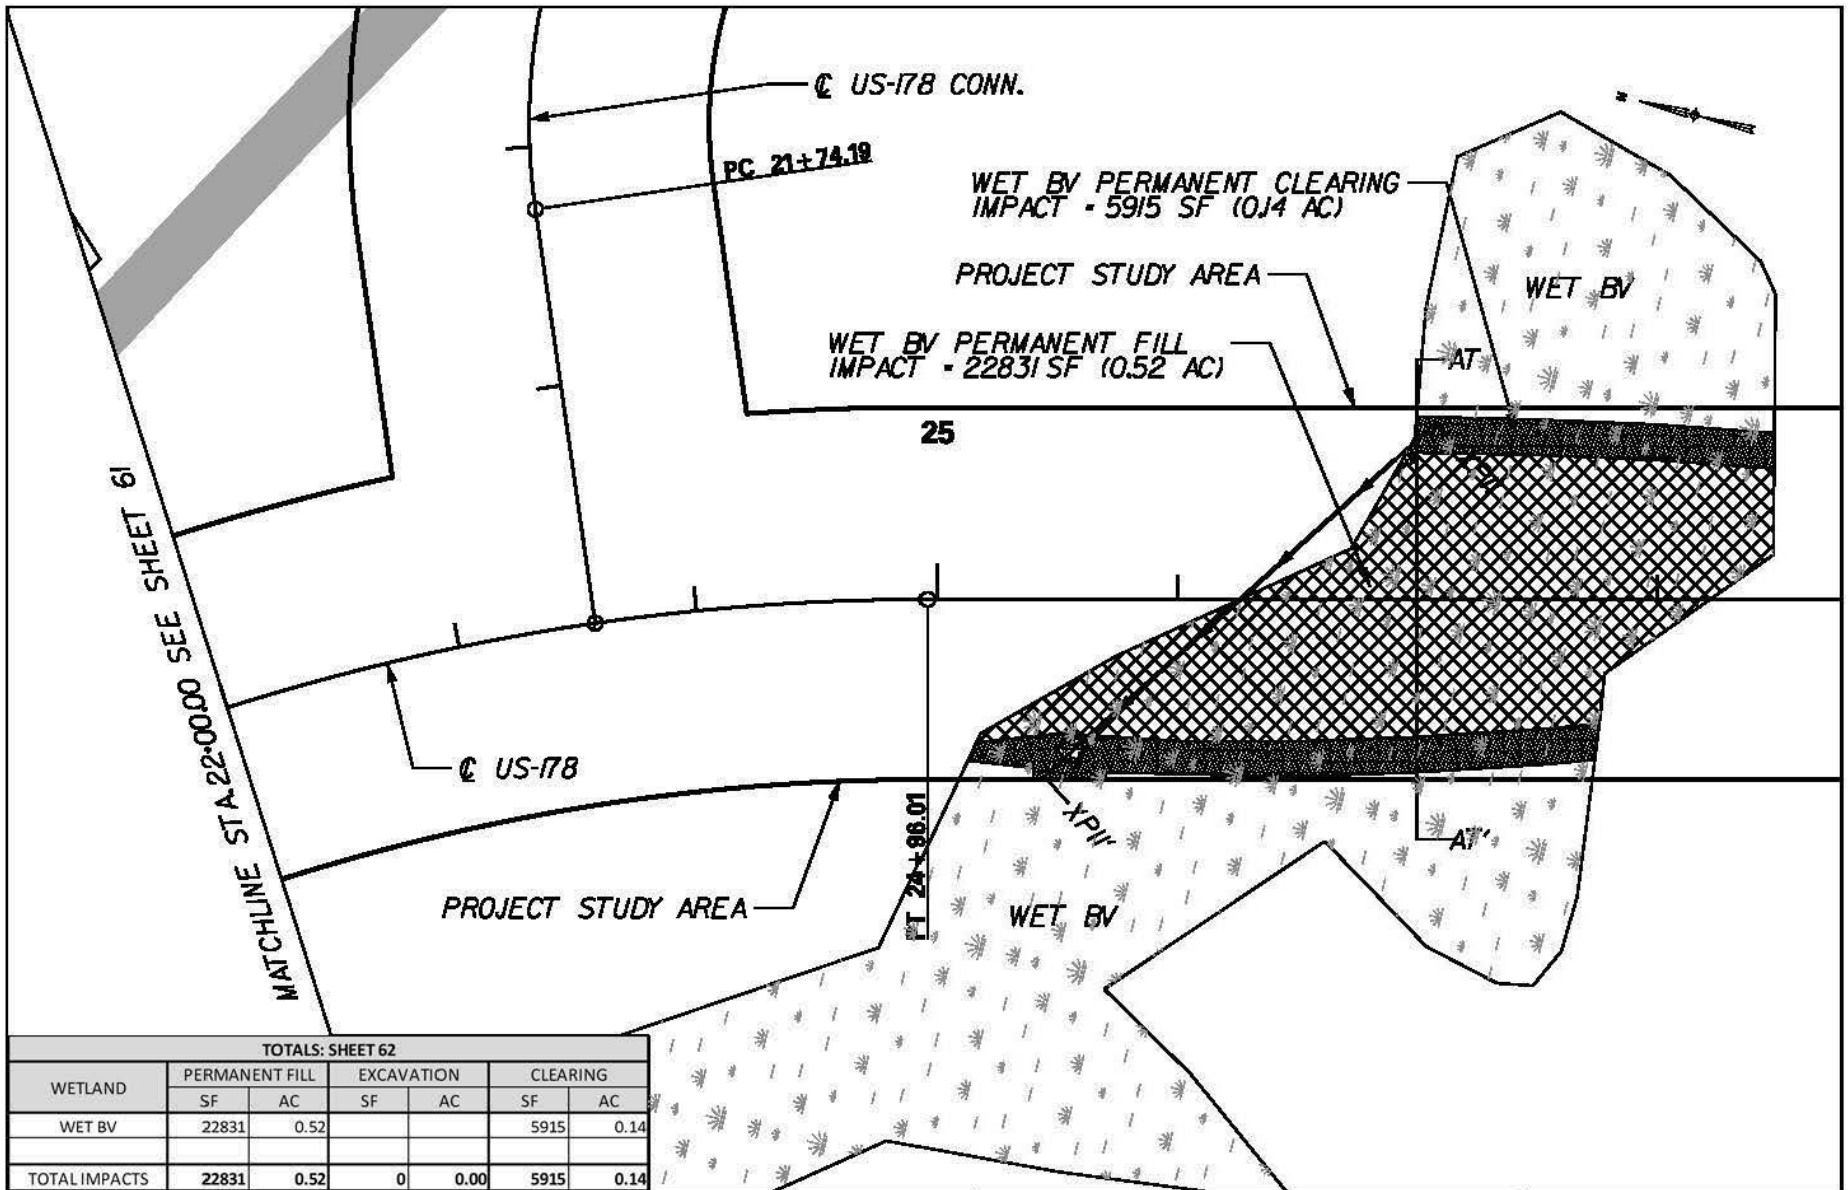 ℄ US-178 CONN.
PC 21+74.19
N
WET BV PERMANENT CLEARING
IMPACT - 5915 SF (0.14 AC)
PROJECT STUDY AREA
WET BV
WET BV PERMANENT FILL
IMPACT - 22831 SF (0.52 AC)
AT
25
MATCHLINE STA.22+00.00 SEE SHEET 61
℄ US-178
PT 24+96.01
XP11-
AT'
PROJECT STUDY AREA
WET BV
TOTALS: SHEET 62
WETLAND PERMANENT FILL EXCAVATION CLEARING
SF AC SF AC SF AC
WET BV 22831 0.52 5915 0.14
TOTAL IMPACTS 22831 0.52 0 0.00 5915 0.14